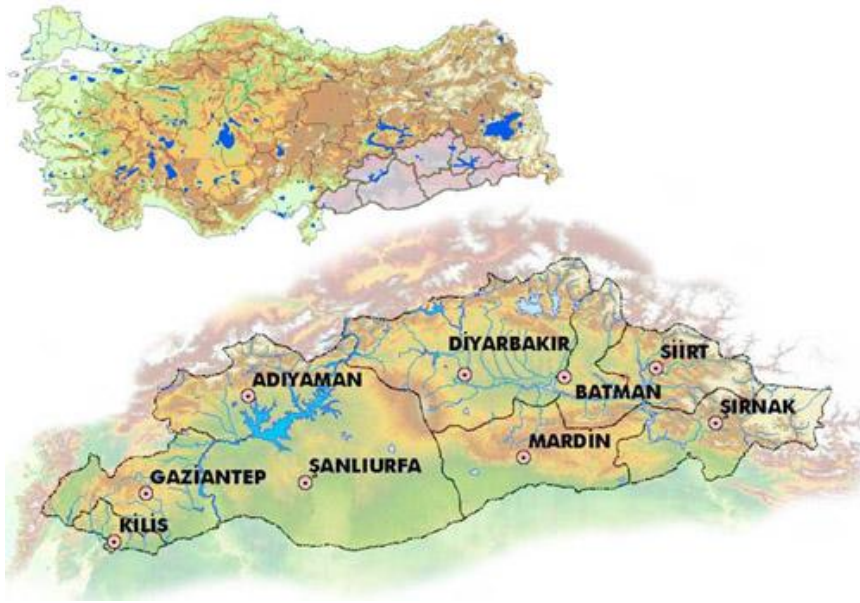 DİYARBAKIR
SİİRT
ADIYAMAN
BATMAN
ŞIRNAK
MARDİN
GAZİANTEP
ŞANLIURFA
KİLİS